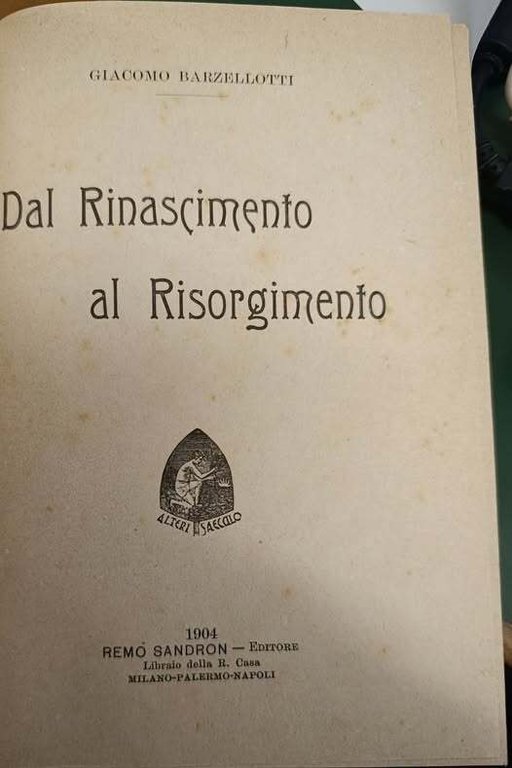 GIACOMO BARZELLOTTI
Dal Rinascimento
al Risorgimento
ALTERI SAECULO
1904
REMO SANDRON — EDITORE
Libraio della R. Casa
MILANO-PALERMO-NAPOLI